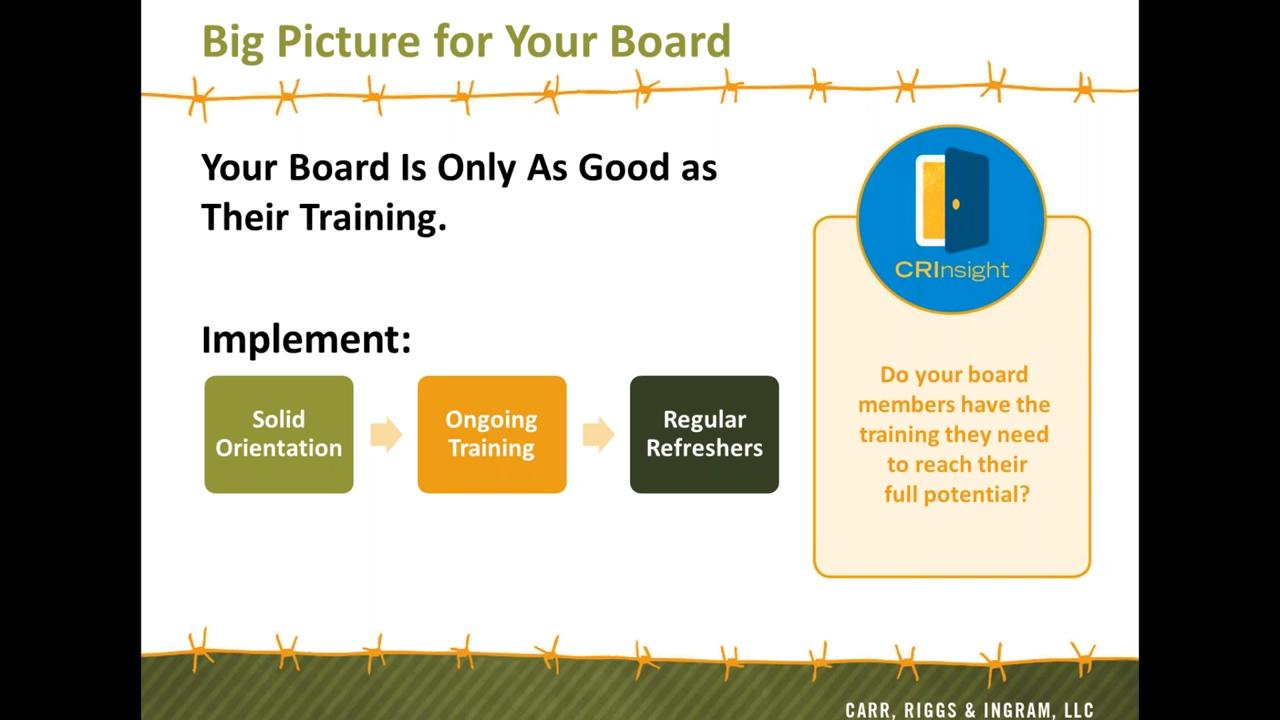 Big Picture for Your Board
Your Board Is Only As Good as
Their Training.
Implement:
Solid
Orientation
Ongoing
Training
Regular
Refreshers
CRInsight
Do your board
members have the
training they need
to reach their
full potential?
CARR, RIGGS & INGRAM, LLC